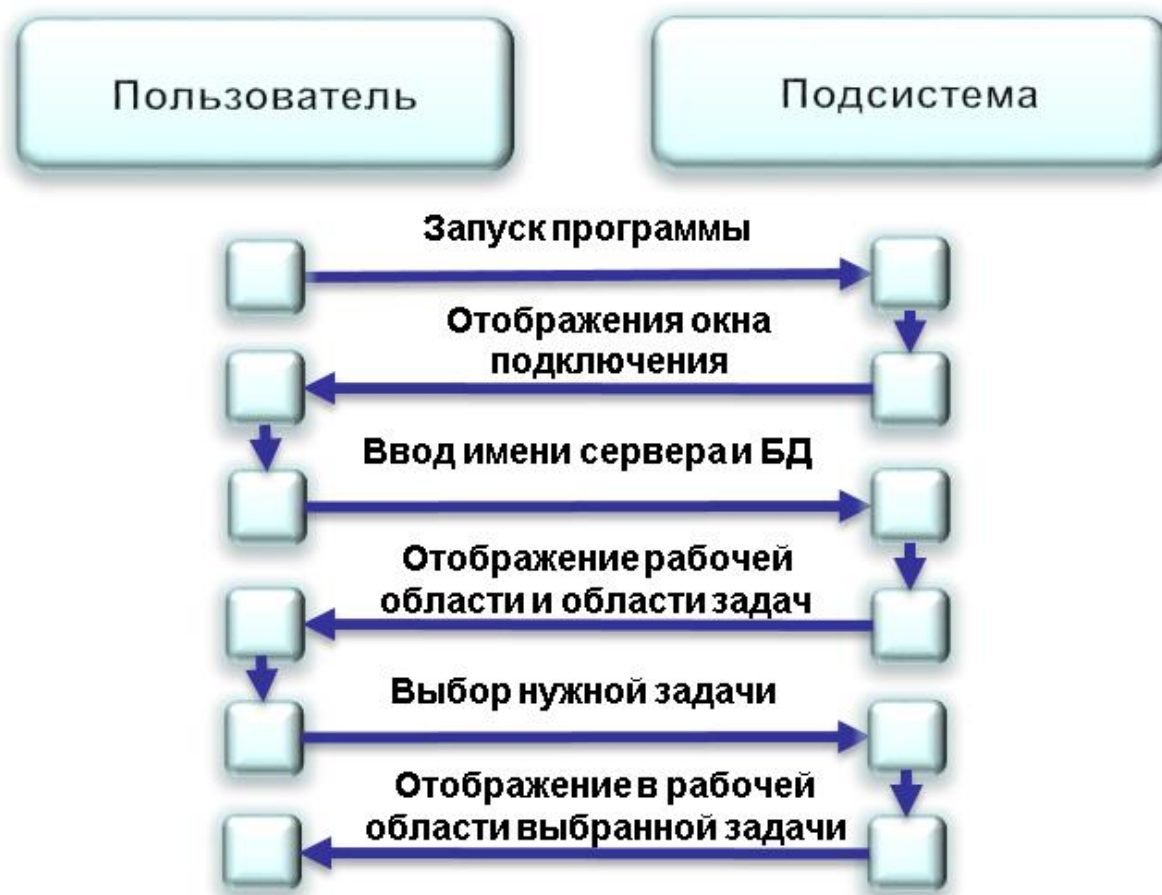 Пользователь
Подсистема
Запуск программы
Отображения окна
подключения
Ввод имени сервера и БД
Отображение рабочей
области и области задач
Выбор нужной задачи
Отображение в рабочей
области выбранной задачи